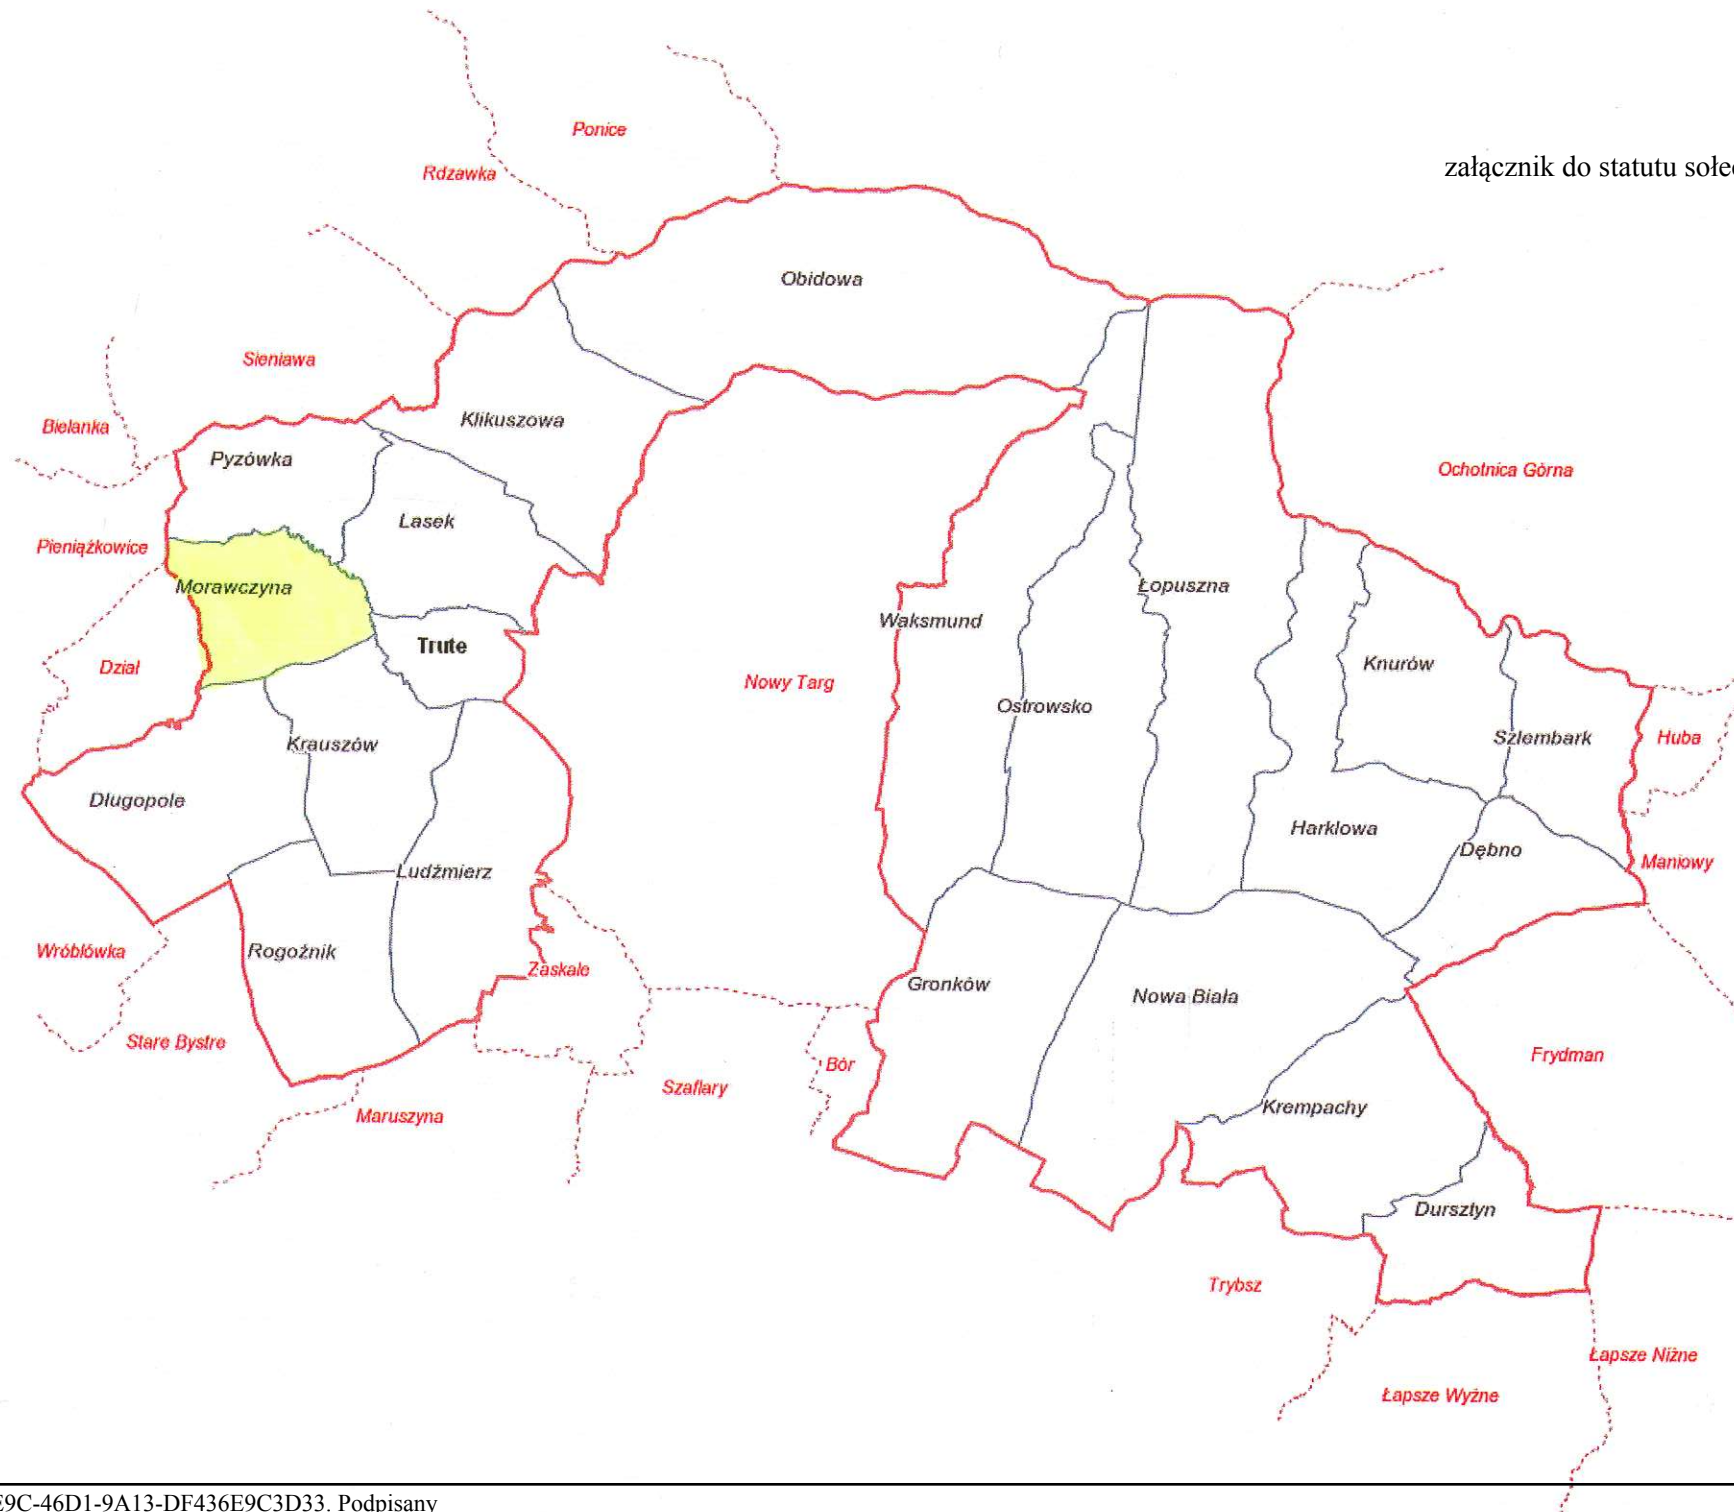 Ponice
załącznik do statutu sołe
Rdzawka
Obidowa
Sieniawa
Klikuszowa
Bielanka
Pyzówka
Ochotnica Górna
Lasek
Pieniążkowice
Morawczyna
Łopuszna
Waksmund
Trute
Knurów
Dział
Nowy Targ
Ostrowsko
Szlembark
Huba
Krauszów
Długopole
Harklowa
Dębno
Maniowy
Ludźmierz
Wróblówka
Rogoźnik
Zaskale
Gronków
Nowa Biała
Stare Bystre
Frydman
Bór
Szaflary
Krempachy
Maruszyna
Dursztyn
Trybsz
Łapsze Niżne
Łapsze Wyżne
E9C-46D1-9A13-DF436E9C3D33. Podpisany